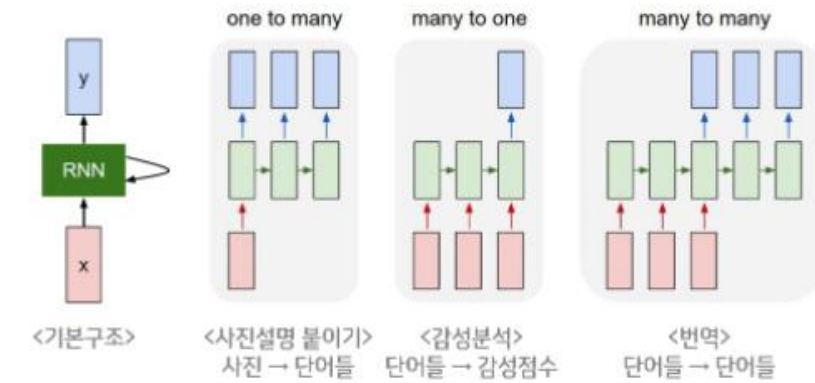 one to many
many to one
many to many
y
RNN
x
<기본구조>
<사진설명 붙이기>
사진 → 단어들
<감성분석>
단어들 → 감성점수
<번역>
단어들 → 단어들